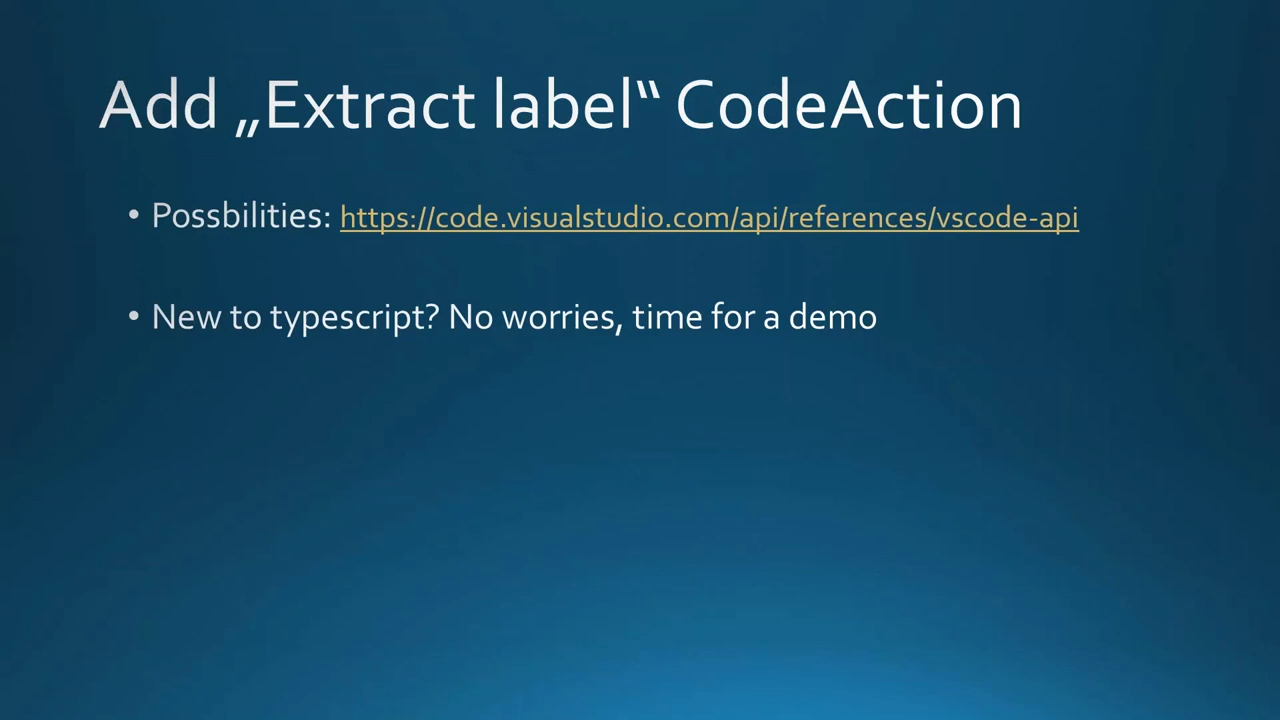 Add „Extract label“ CodeAction
• Possbilities: https://code.visualstudio.com/api/references/vscode-api
• New to typescript? No worries, time for a demo